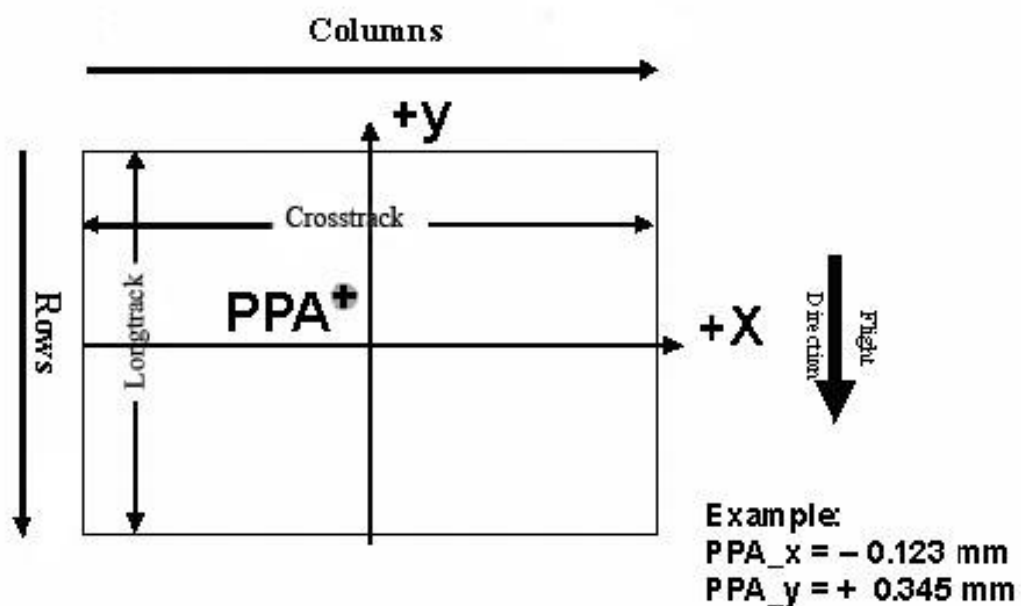 Columns
+y
Crosstrack
Rows
Longtrack
PPA+
+X
Flight
Direction
Example:
PPA_x = – 0.123 mm
PPA_y = + 0.345 mm